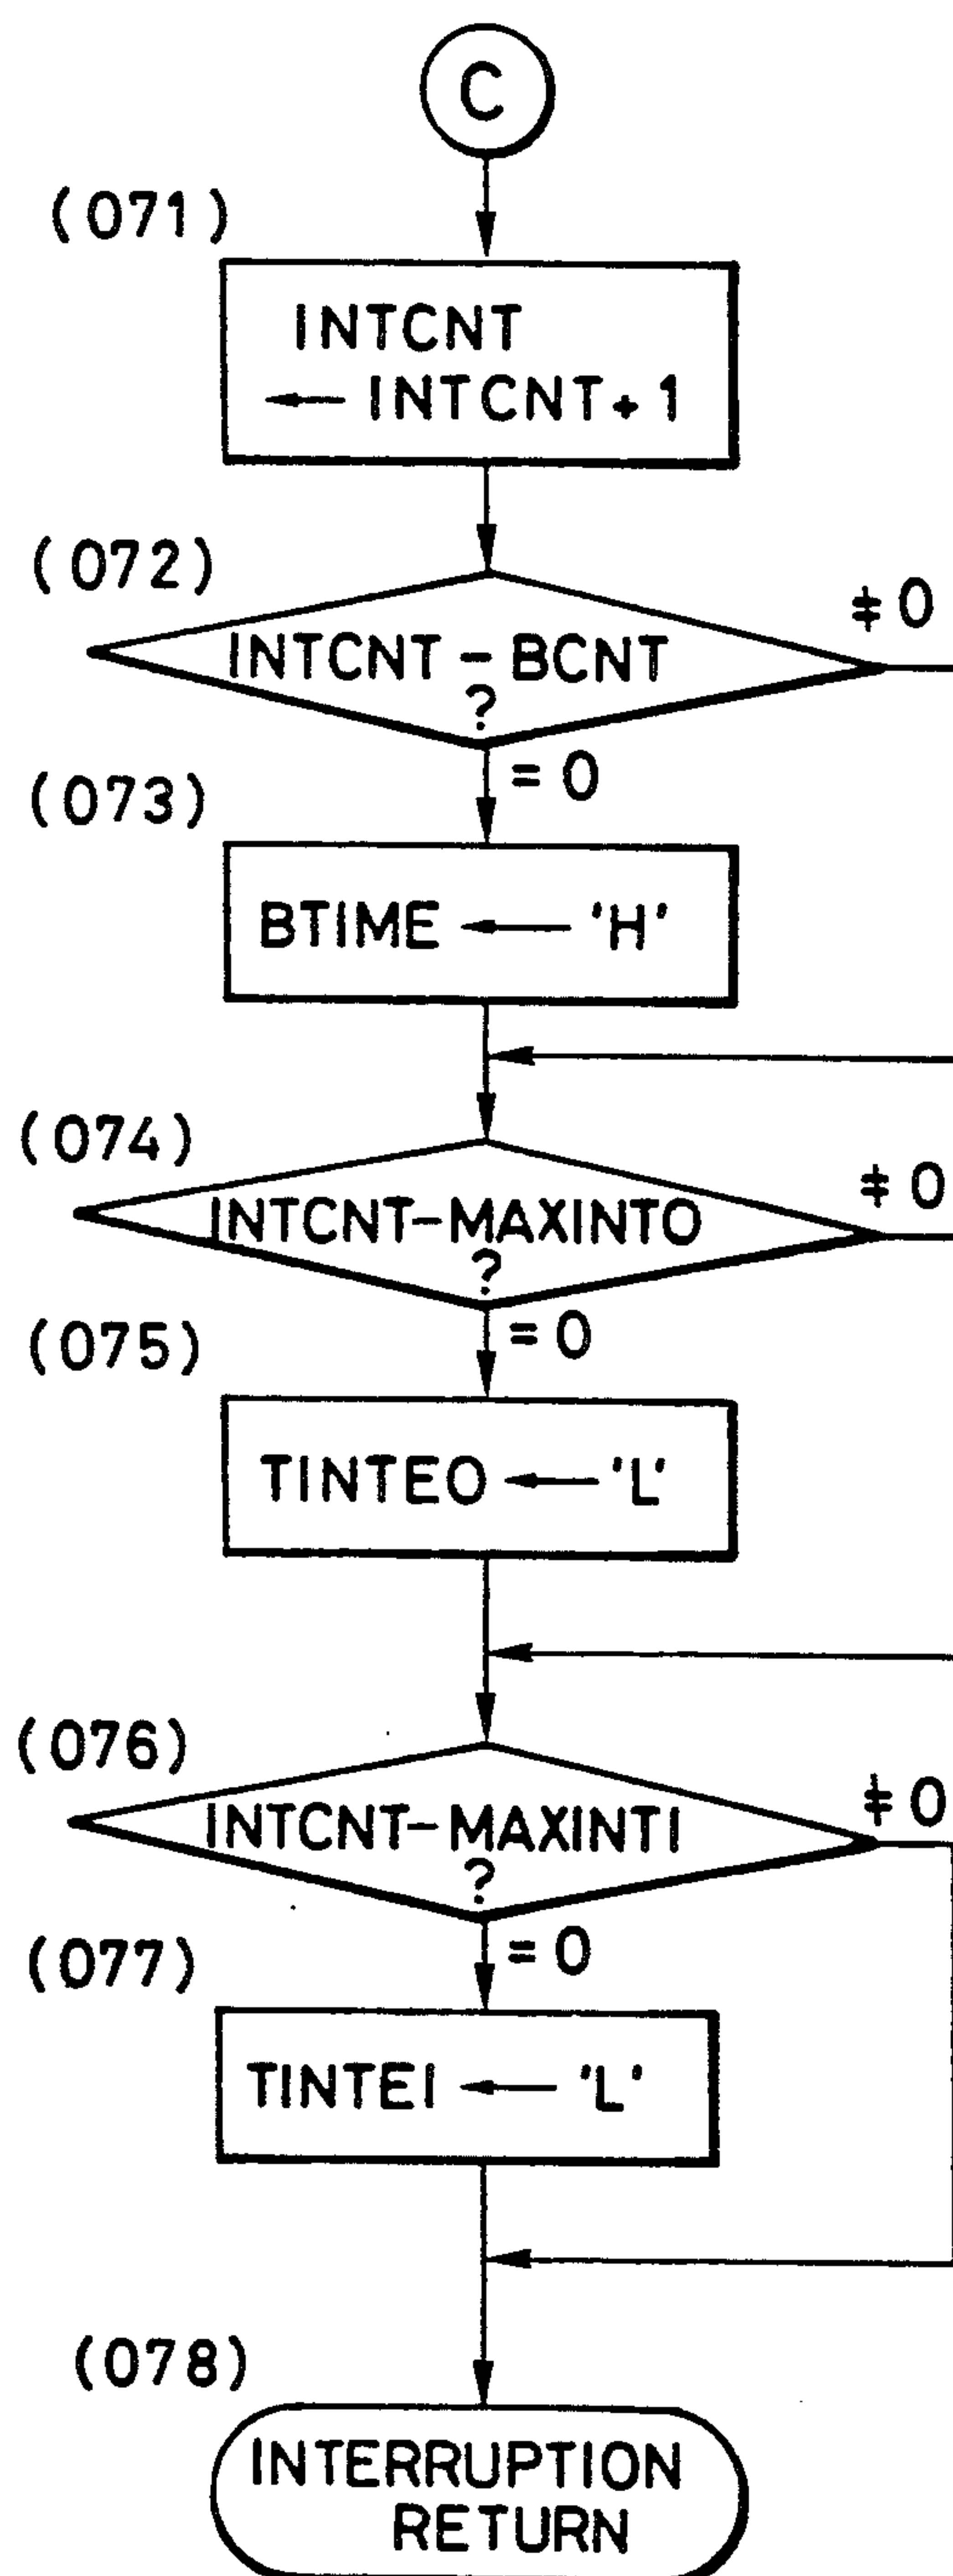 C
(071)
INTCNT
← INTCNT + 1
(072)
≠ 0
INTCNT - BCNT
?
= 0
(073)
BTIME ← 'H'
(074)
≠ 0
INTCNT-MAXINTO
?
= 0
(075)
TINTEO ← 'L'
(076)
≠ 0
INTCNT-MAXINTI
?
= 0
(077)
TINTEI ← 'L'
(078)
INTERRUPTION
RETURN